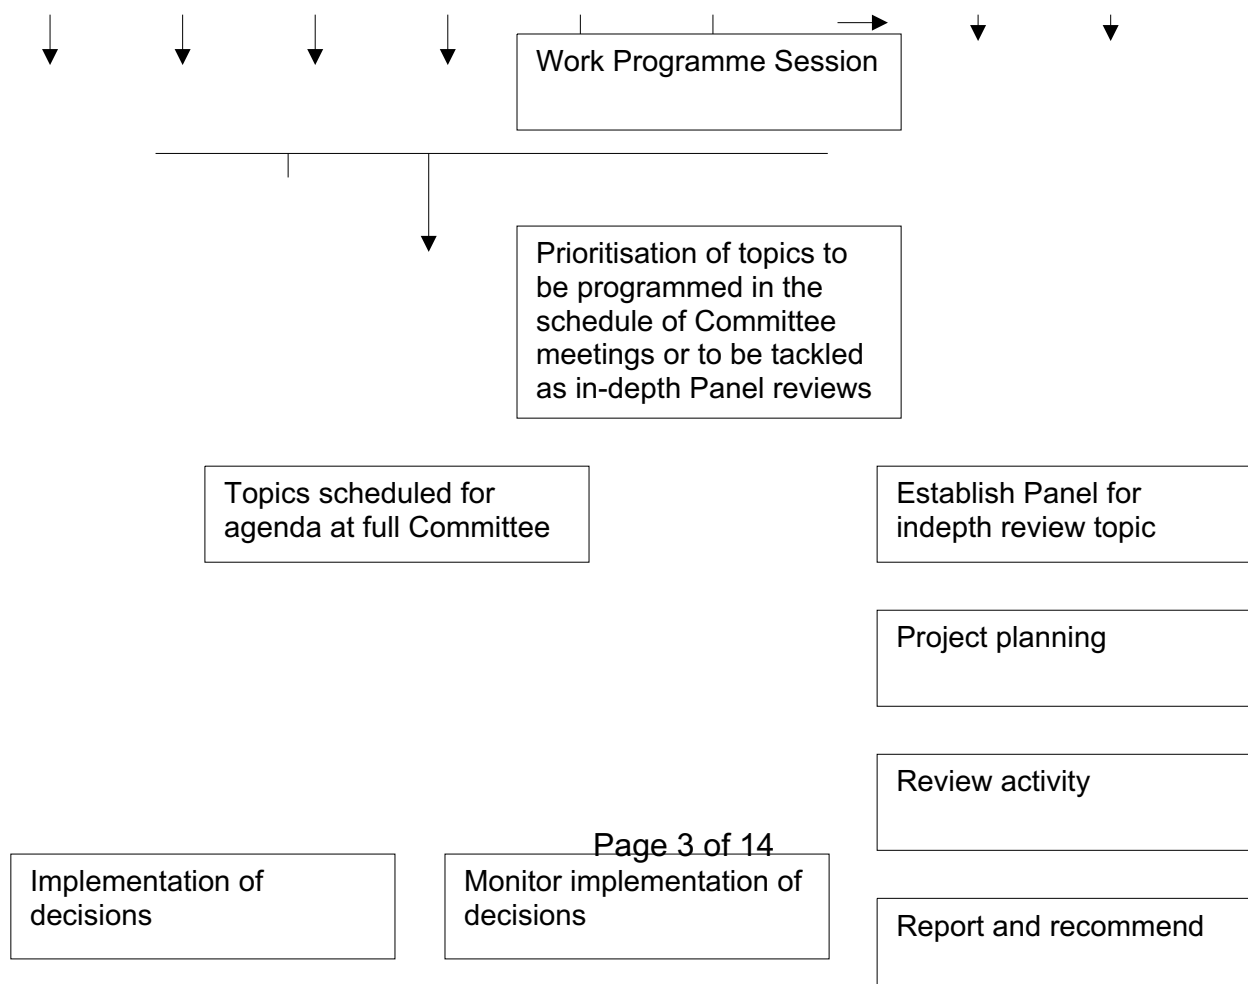 Work Programme Session
Prioritisation of topics to
be programmed in the
schedule of Committee
meetings or to be tackled
as in-depth Panel reviews
Topics scheduled for
agenda at full Committee
Establish Panel for
indepth review topic
Project planning
Review activity
Page 3 of 14
Implementation of
decisions
Monitor implementation of
decisions
Report and recommend